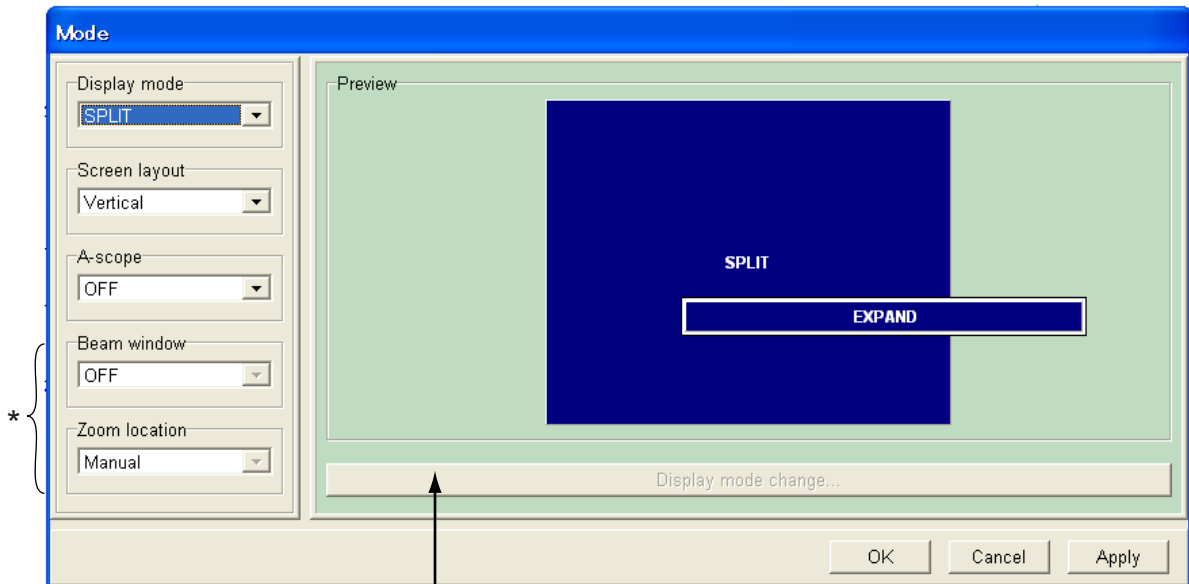 Mode
Display mode
SPLIT
Screen layout
Vertical
A-scope
OFF
Beam window
OFF
Zoom location
Manual
*
Preview
SPLIT
EXPAND
Display mode change...
OK
Cancel
Apply